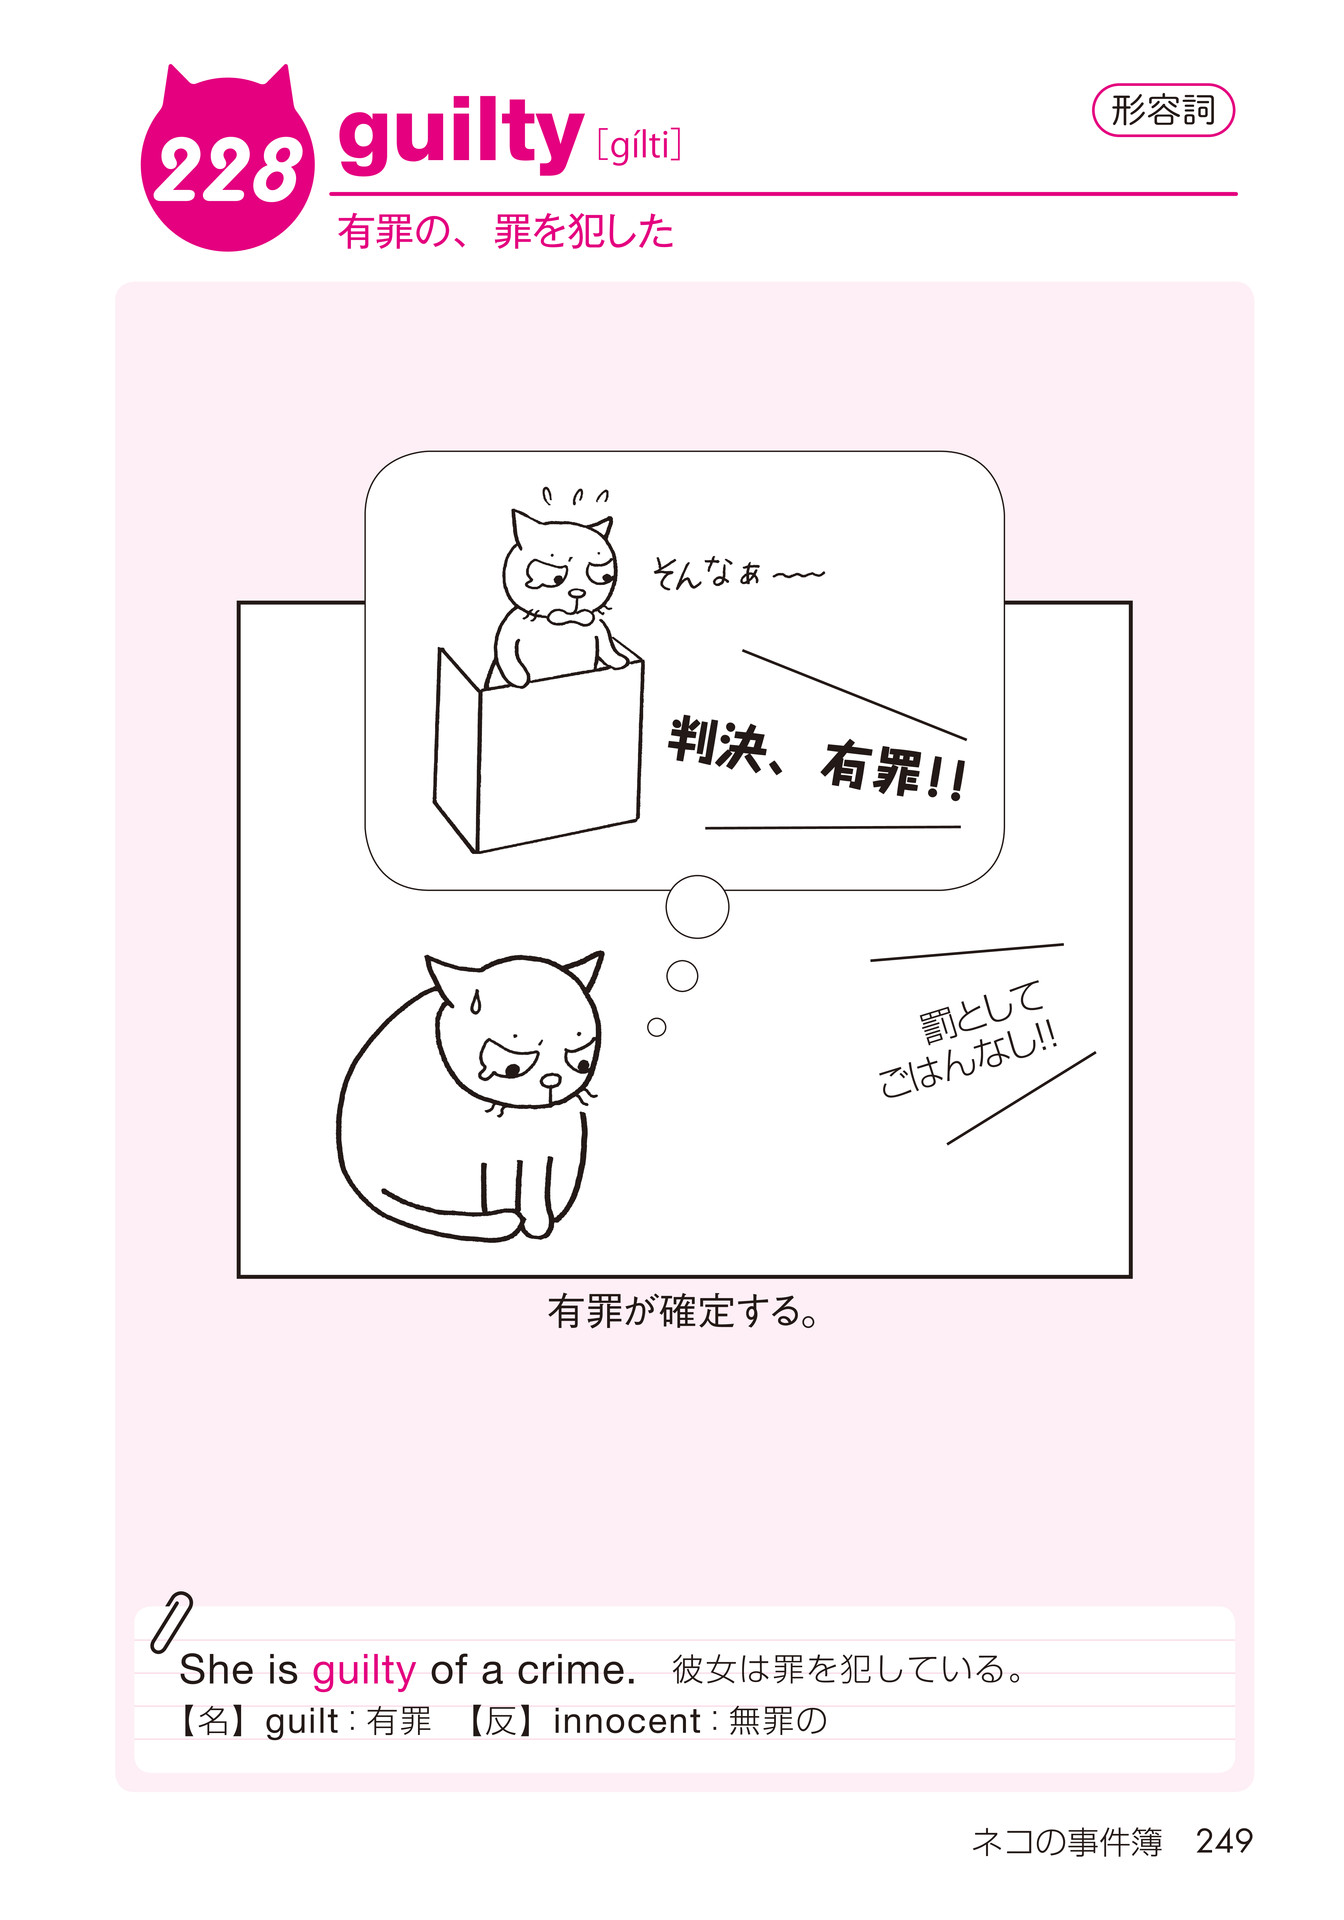 228
guilty [gílti]
形容詞
有罪の、罪を犯した
そんなぁ〜〜
判決、有罪!!
罰として
ごはんなし!!
有罪が確定する。
She is guilty of a crime. 彼女は罪を犯している。
【名】guilt：有罪 【反】innocent：無罪の
ネコの事件簿 249